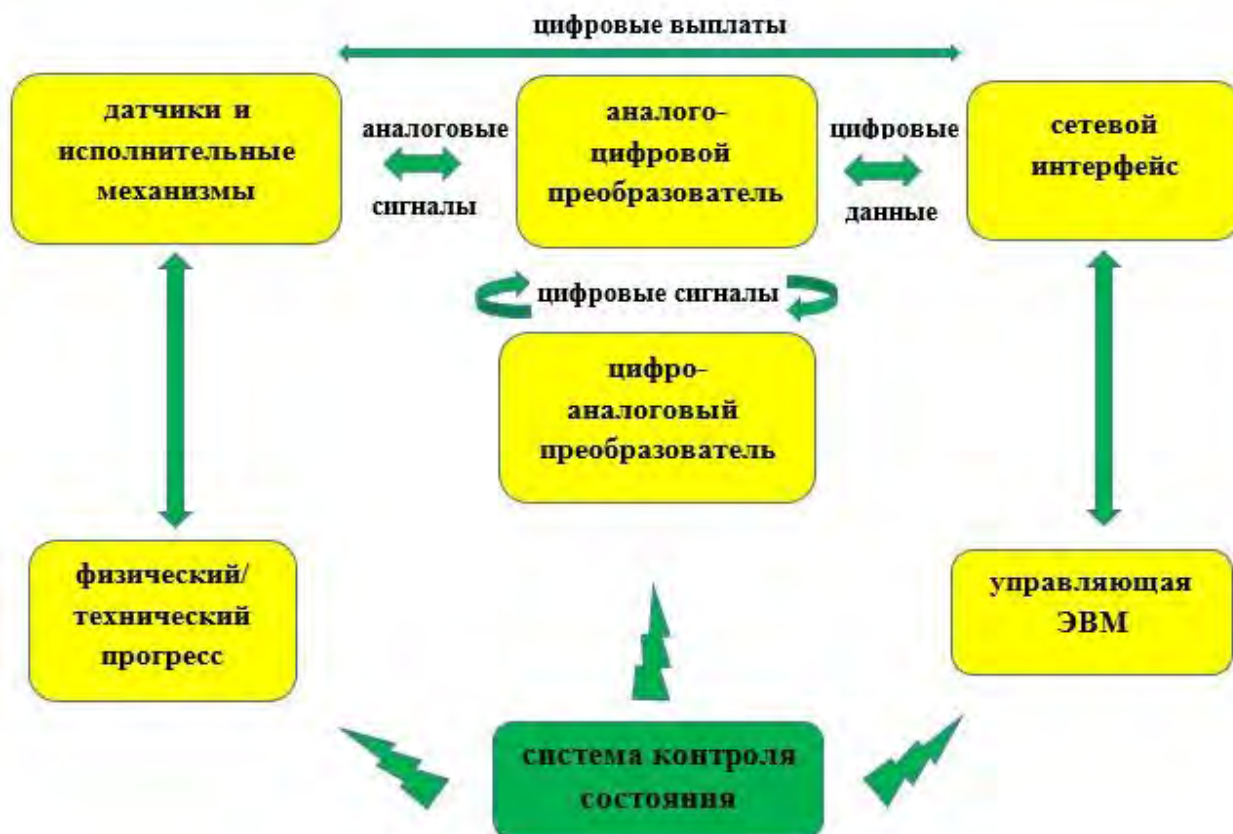 цифровые выплаты
датчики и
исполнительные
механизмы
аналоговые
сигналы
аналого-
цифровой
преобразователь
цифровые
данные
сетевой
интерфейс
цифровые сигналы
цифро-
аналоговый
преобразователь
физический/
технический
прогресс
управляющая
ЭВМ
система контроля
состояния